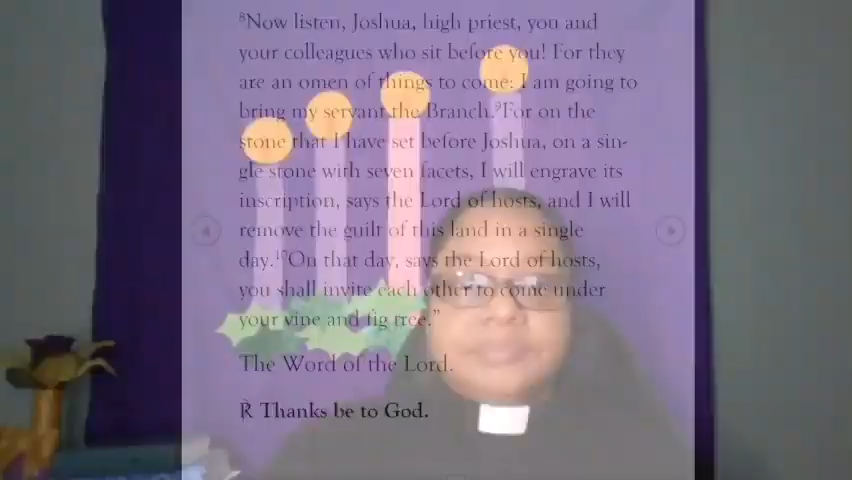 ⁸Now listen, Joshua, high priest, you and
your colleagues who sit before you! For they
are an omen of things to come: I am going to
bring my servant the Branch.⁹For on the
stone that I have set before Joshua, on a sin-
gle stone with seven facets, I will engrave its
inscription, says the Lord of hosts, and I will
remove the guilt of this land in a single
day.¹⁰On that day, says the Lord of hosts,
you shall invite each other to come under
your vine and fig tree.”
The Word of the Lord.
℟ Thanks be to God.